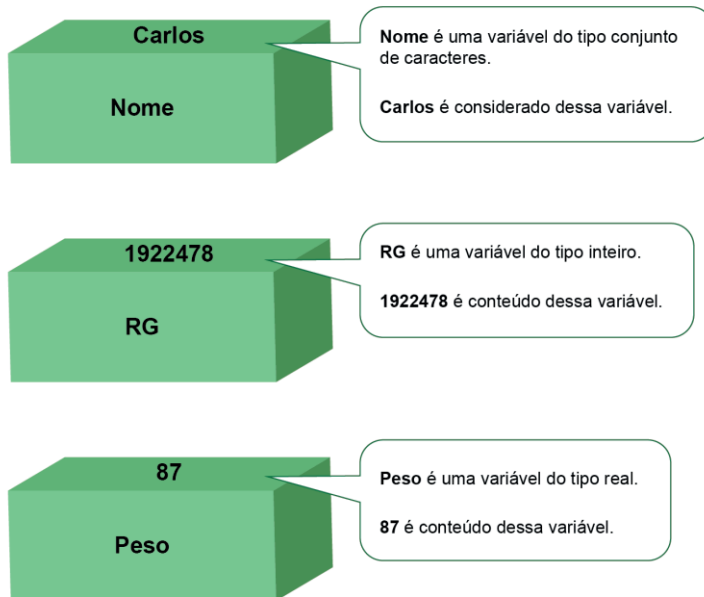 Carlos
Nome
Nome é uma variável do tipo conjunto
de caracteres.
Carlos é considerado dessa variável.
1922478
RG
RG é uma variável do tipo inteiro.
1922478 é conteúdo dessa variável.
87
Peso
Peso é uma variável do tipo real.
87 é conteúdo dessa variável.